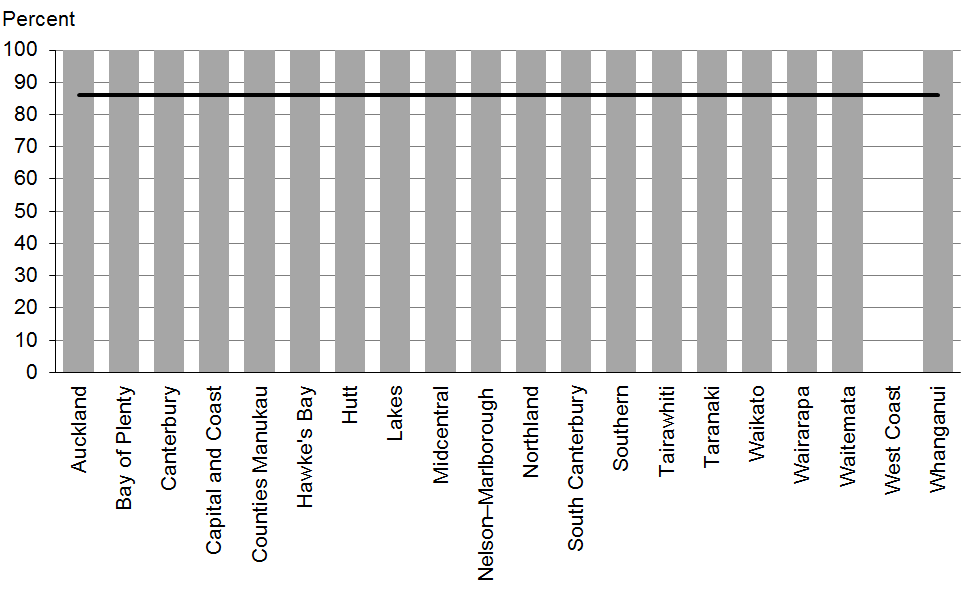 Percent
100
90
80
70
60
50
40
30
20
10
0
Auckland
Bay of Plenty
Canterbury
Capital and Coast
Counties Manukau
Hawke's Bay
Hutt
Lakes
Midcentral
Nelson–Marlborough
Northland
South Canterbury
Southern
Tairawhiti
Taranaki
Waikato
Wairarapa
Waitemata
West Coast
Whanganui